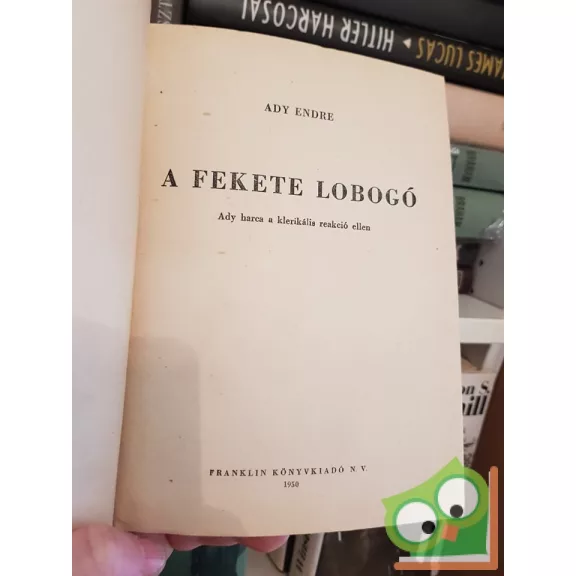 JAMES LUCAS ▸ HITLER HARCOSAI
ADY ENDRE
A FEKETE LOBOGÓ
Ady harca a klerikális reakció ellen
FRANKLIN KÖNYVKIADÓ N. V.
1950